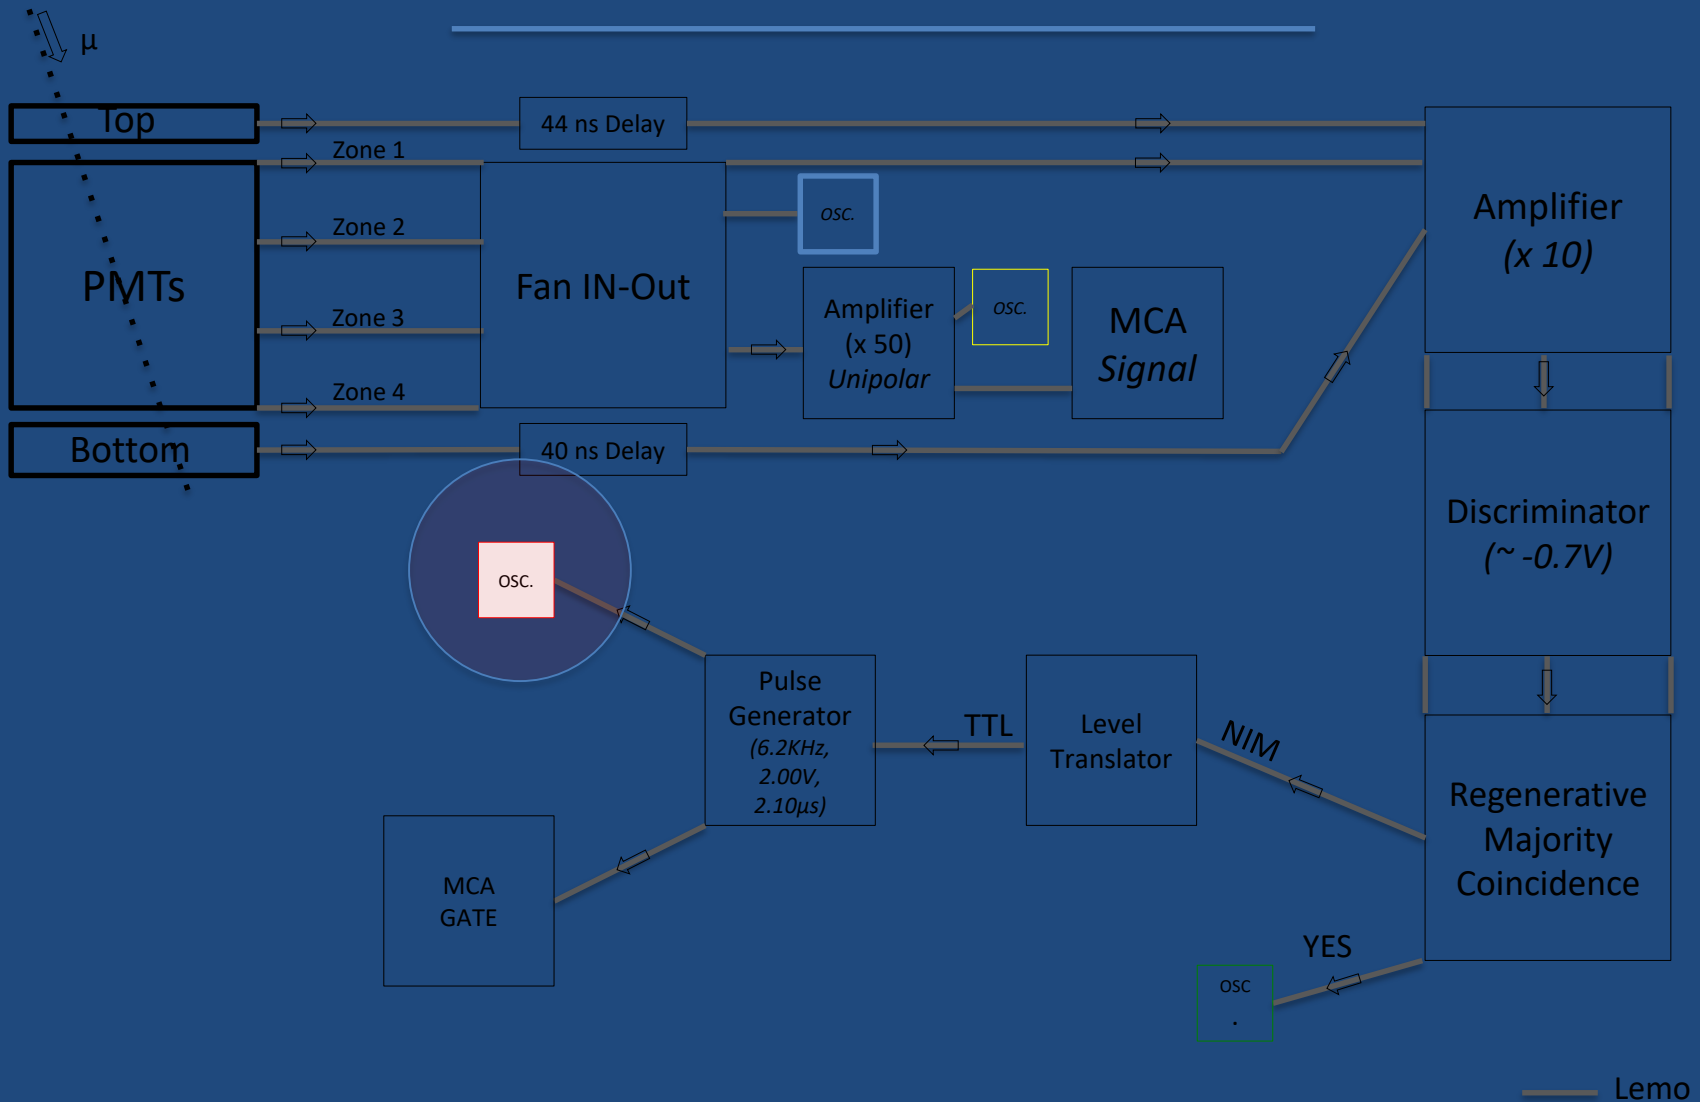 μ
Top
44 ns Delay
Zone 1
Zone 2
Zone 3
Zone 4
PMTs
Fan IN-Out
OSC.
Amplifier
(x 50)
Unipolar
OSC.
MCA
Signal
Amplifier
(x 10)
Bottom
40 ns Delay
Discriminator
(~ -0.7V)
OSC.
Pulse
Generator
(6.2KHz,
2.00V,
2.10μs)
TTL
Level
Translator
NIM
Regenerative
Majority
Coincidence
MCA
GATE
YES
OSC
.
Lemo